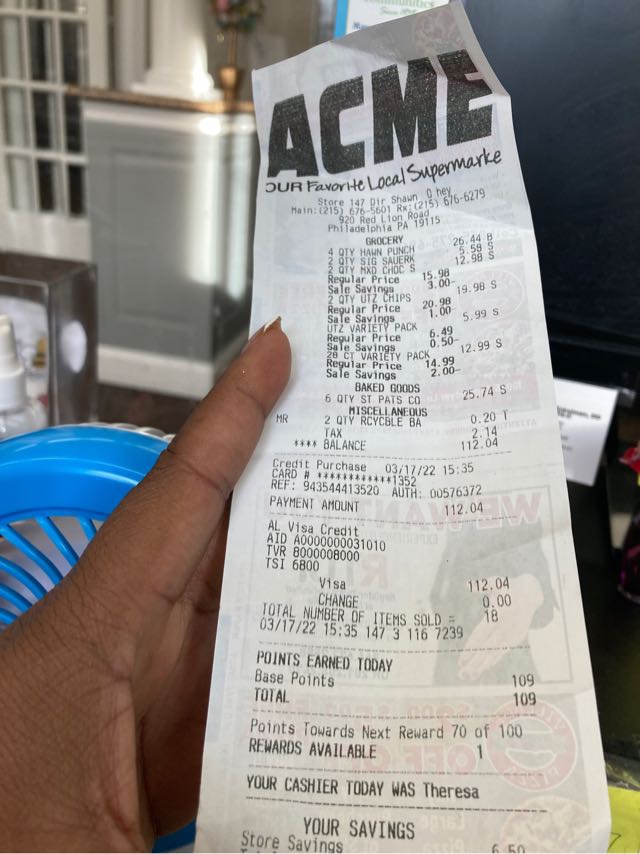 ACME
OUR Favorite Local Supermarke
Store 147 Dir Shawn O hey
Main:(215) 676-5601 Rx:(215) 676-6279
920 Red Lion Road
Philadelphia PA 19115
GROCERY
4 QTY HAWN PUNCH 26.44 B
2 QTY SIG SAUERK 5.58 S
2 QTY MXD CHOC S 12.98 S
Regular Price 15.98
Sale Savings 3.00-
2 QTY UTZ CHIPS 19.98 S
Regular Price 20.98
Sale Savings 1.00-
UTZ VARIETY PACK 5.99 S
Regular Price 6.49
Sale Savings 0.50-
28 CT VARIETY PACK 12.99 S
Regular Price 14.99
Sale Savings 2.00-
BAKED GOODS
6 QTY ST PATS CO 25.74 S
MISCELLANEOUS
MR 2 QTY RCYCBLE BA 0.20 T
TAX 2.14
**** BALANCE 112.04
Credit Purchase 03/17/22 15:35
CARD # ************1352
REF: 943544413520 AUTH: 00576372
PAYMENT AMOUNT 112.04
AL Visa Credit
AID A0000000031010
TVR 8000008000
TSI 6800
Visa 112.04
CHANGE 0.00
TOTAL NUMBER OF ITEMS SOLD = 18
03/17/22 15:35 147 3 116 7239
POINTS EARNED TODAY
Base Points 109
TOTAL 109
Points Towards Next Reward 70 of 100
REWARDS AVAILABLE 1
YOUR CASHIER TODAY WAS Theresa
YOUR SAVINGS
Store Savings 6.50